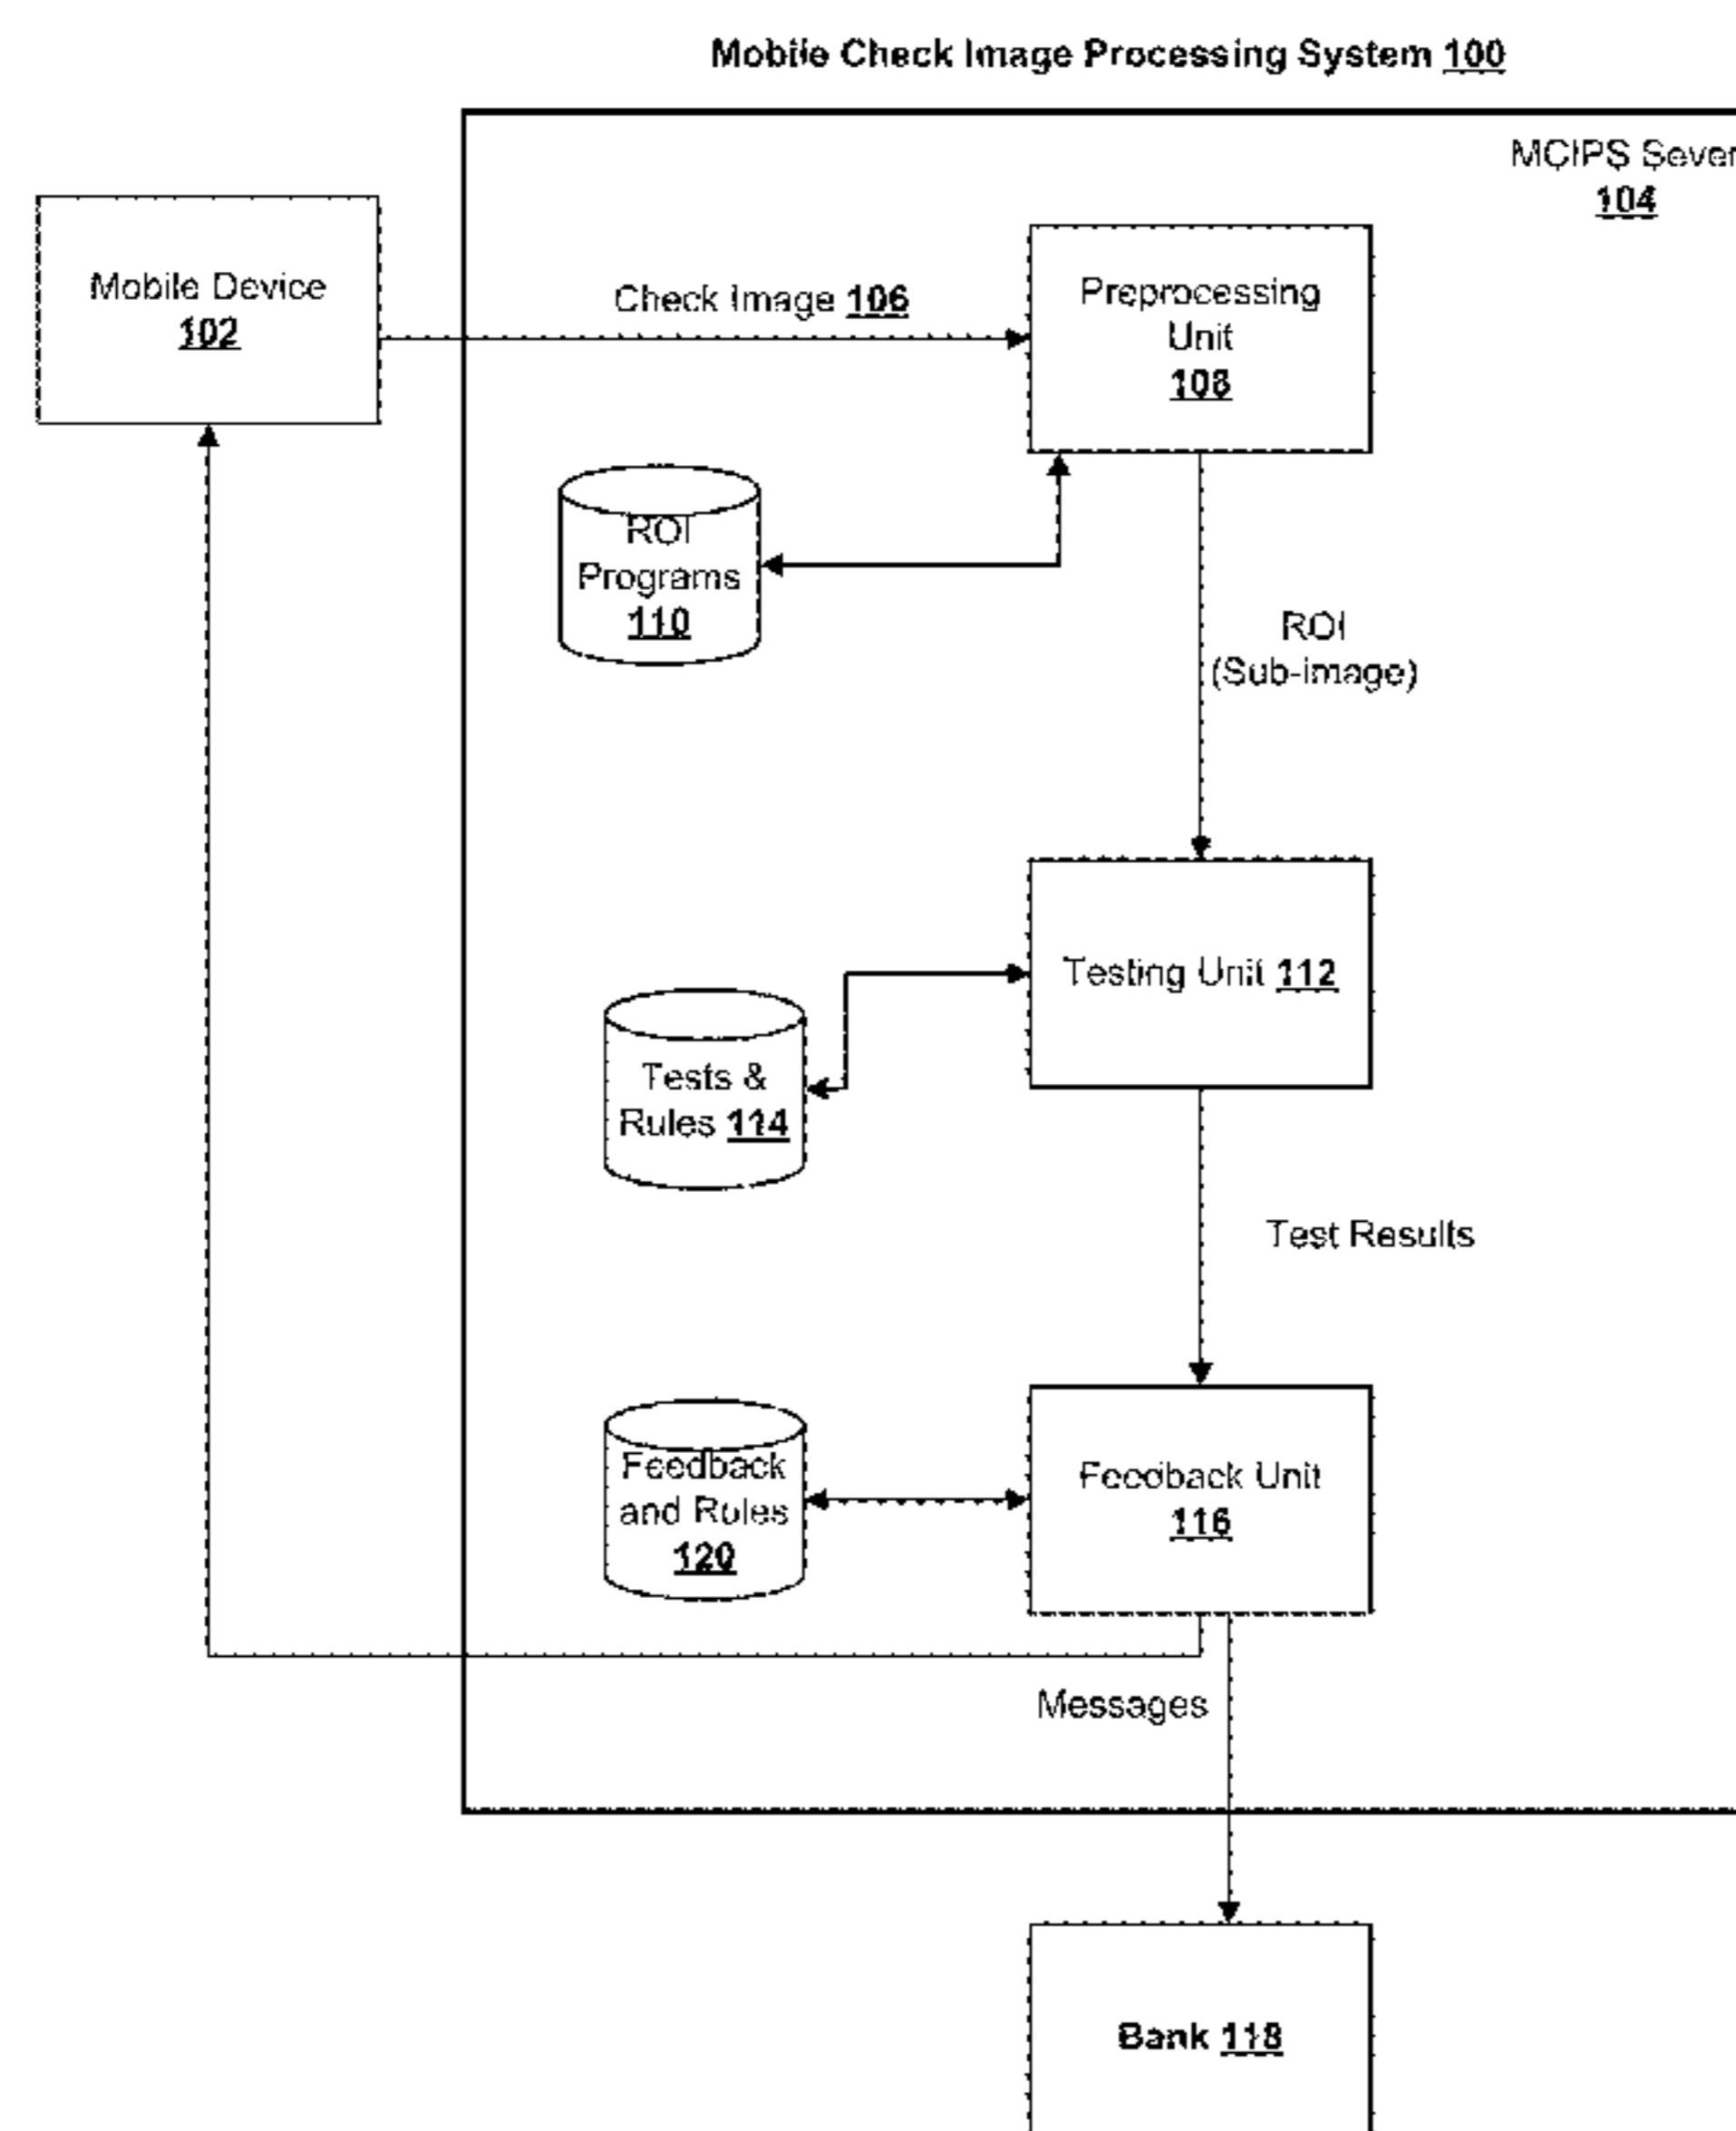 Mobile Check Image Processing System 100
MCIPS Sever
104
Mobile Device
102
Check Image 106
Preprocessing
Unit
108
ROI
Programs
110
ROI
(Sub-image)
Testing Unit 112
Tests &
Rules 114
Test Results
Feedback
and Rules
120
Feedback Unit
116
Messages
Bank 118